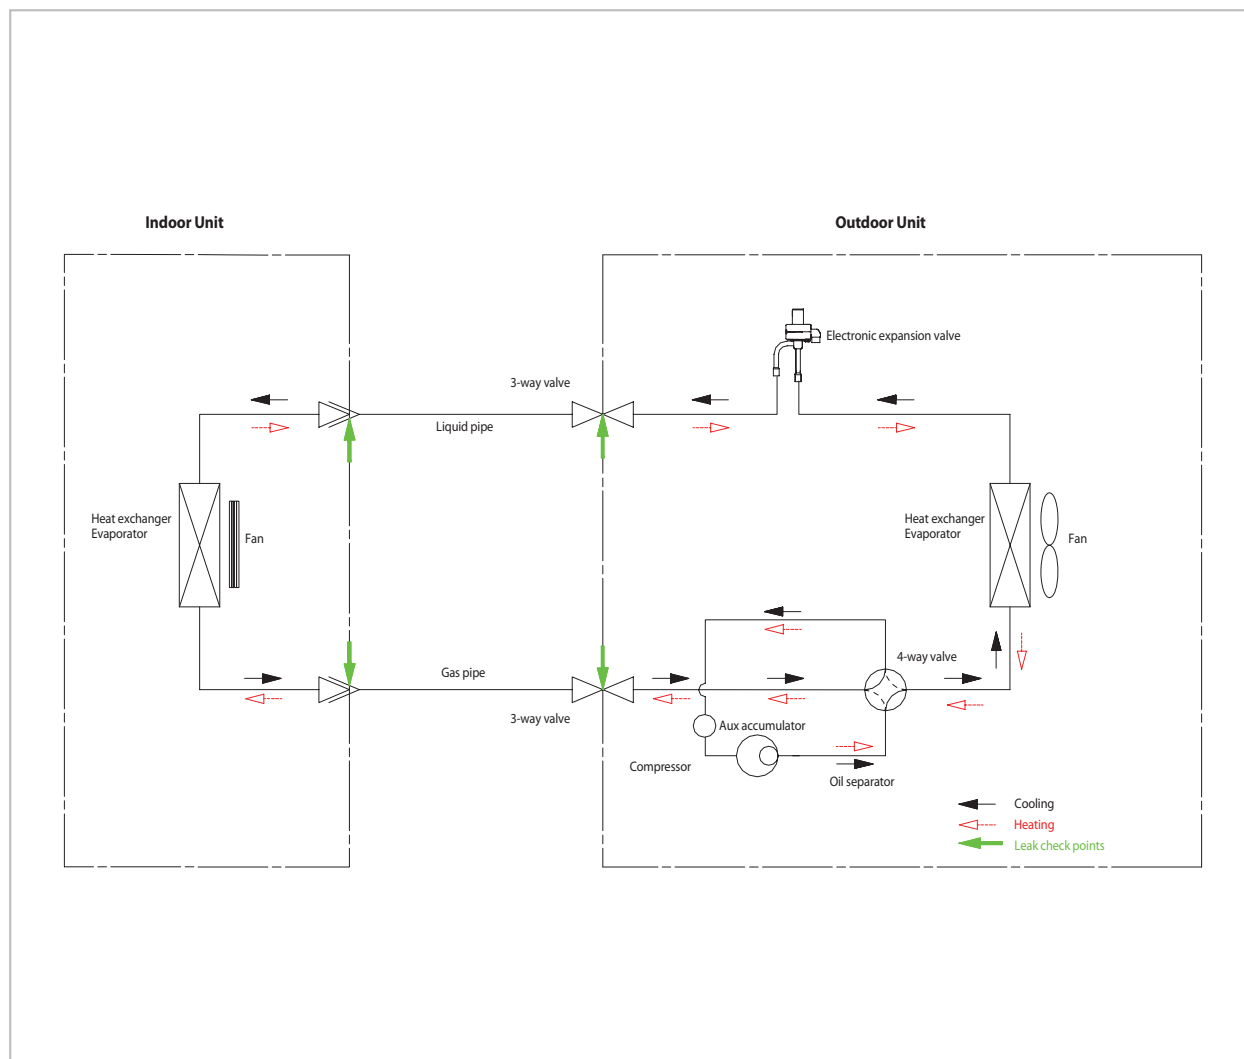 Indoor Unit
Outdoor Unit
Electronic expansion valve
3-way valve
Liquid pipe
Heat exchanger
Evaporator
Fan
Heat exchanger
Evaporator
Fan
4-way valve
Gas pipe
3-way valve
Aux accumulator
Compressor
Oil separator
Cooling
Heating
Leak check points